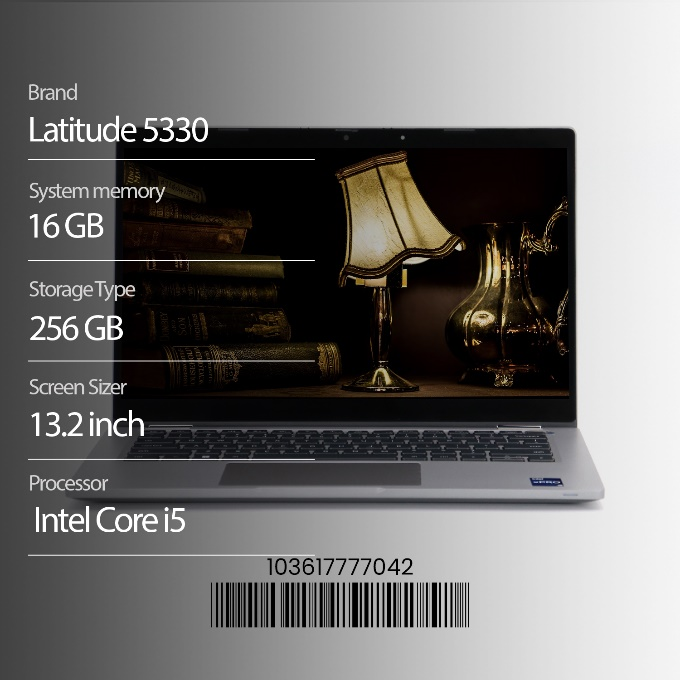 Brand
Latitude 5330
System memory
16 GB
Storage Type
256 GB
Screen Sizer
13.2 inch
Processor
Intel Core i5
vPRO
103617777042